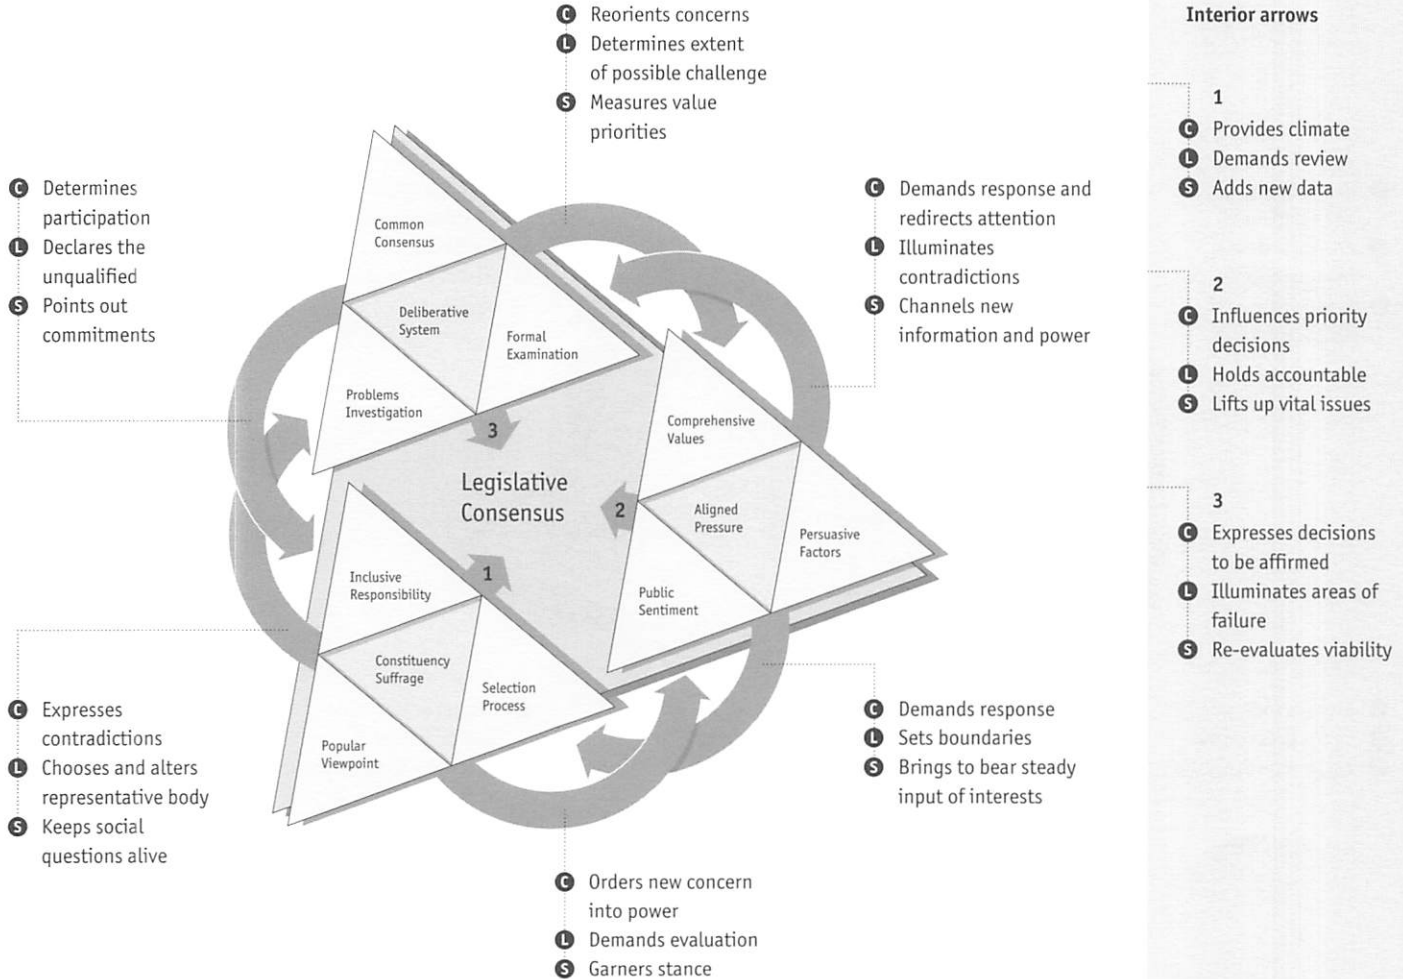 C Reorients concerns
L Determines extent
of possible challenge
S Measures value
priorities
C Determines
participation
L Declares the
unqualified
S Points out
commitments
C Demands response and
redirects attention
L Illuminates
contradictions
S Channels new
information and power
Common
Consensus
Deliberative
System
Formal
Examination
Problems
Investigation
3
Legislative
Consensus
Comprehensive
Values
2
Aligned
Pressure
Persuasive
Factors
Public
Sentiment
1
Inclusive
Responsibility
Constituency
Suffrage
Selection
Process
Popular
Viewpoint
C Expresses
contradictions
L Chooses and alters
representative body
S Keeps social
questions alive
C Demands response
L Sets boundaries
S Brings to bear steady
input of interests
C Orders new concern
into power
L Demands evaluation
S Garners stance
Interior arrows
1
C Provides climate
L Demands review
S Adds new data
2
C Influences priority
decisions
L Holds accountable
S Lifts up vital issues
3
C Expresses decisions
to be affirmed
L Illuminates areas of
failure
S Re-evaluates viability